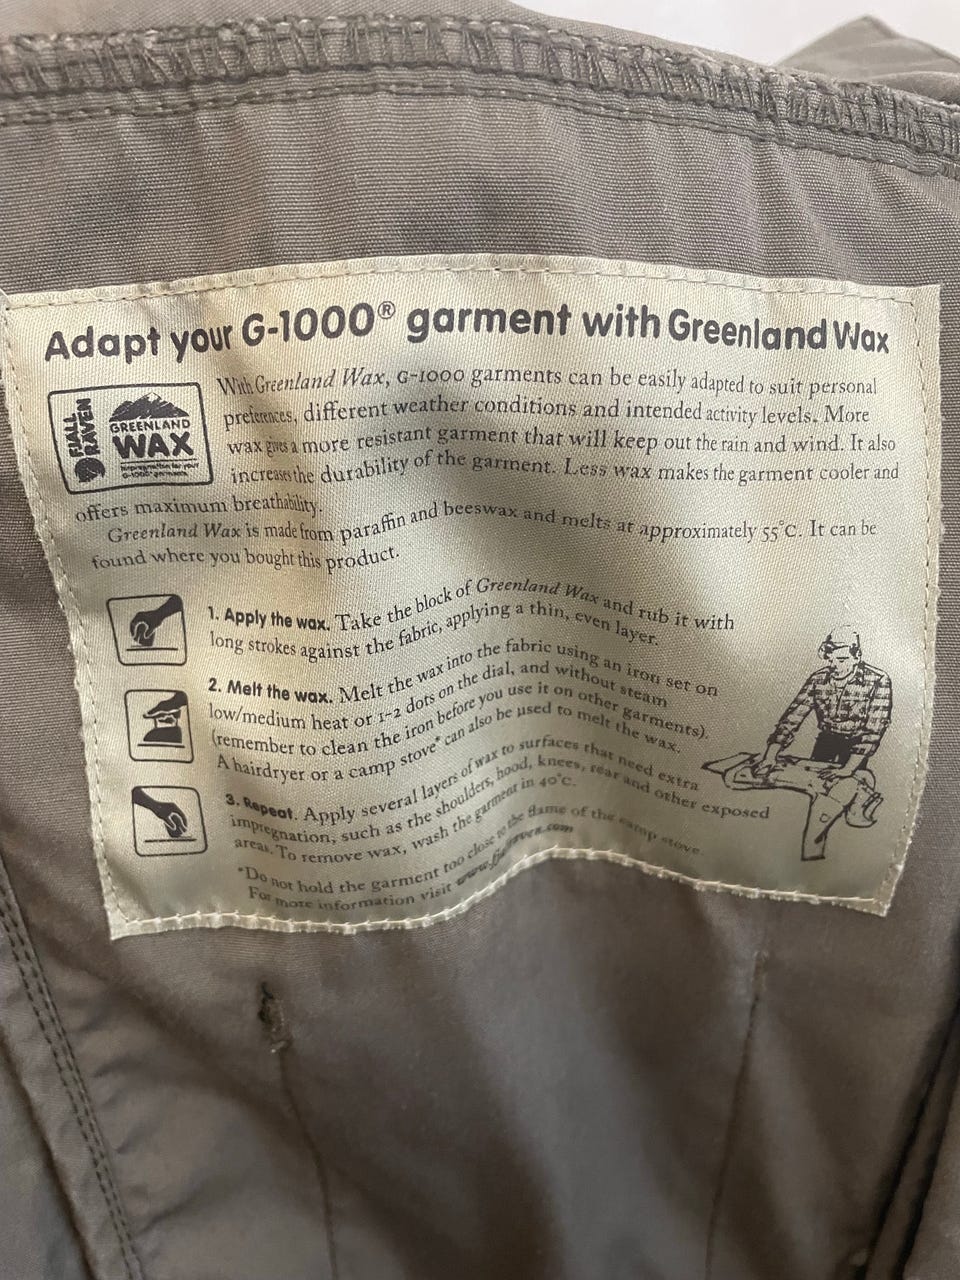 Adapt your G-1000® garment with Greenland Wax
FJÄLL
RÄVEN
GREENLAND
WAX
impregnation for your
G-1000® garments
With Greenland Wax, G-1000 garments can be easily adapted to suit personal
preferences, different weather conditions and intended activity levels. More
wax gives a more resistant garment that will keep out the rain and wind. It also
increases the durability of the garment. Less wax makes the garment cooler and
offers maximum breathability.
Greenland Wax is made from paraffin and beeswax and melts at approximately 55°C. It can be
found where you bought this product.
1. Apply the wax. Take the block of Greenland Wax and rub it with
long strokes against the fabric, applying a thin, even layer.
2. Melt the wax. Melt the wax into the fabric using an iron set on
low/medium heat or 1-2 dots on the dial, and without steam
(remember to clean the iron before you use it on other garments).
A hairdryer or a camp stove* can also be used to melt the wax.
3. Repeat. Apply several layers of wax to surfaces that need extra
impregnation, such as the shoulders, hood, knees, rear and other exposed
areas. To remove wax, wash the garment in 40°C.
*Do not hold the garment too close to the flame of the camp stove.
For more information visit www.fjallraven.com